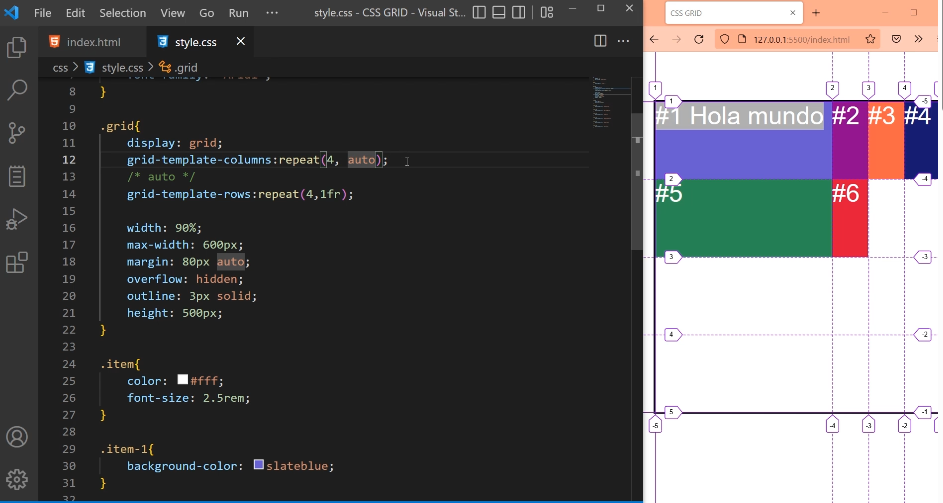 File Edit Selection View Go Run ··· style.css - CSS GRID - Visual St...
index.html style.css
css > style.css > .grid
8 }
9
10 .grid{
11 display: grid;
12 grid-template-columns:repeat(4, auto);
13 /* auto */
14 grid-template-rows:repeat(4,1fr);
15
16 width: 90%;
17 max-width: 600px;
18 margin: 80px auto;
19 overflow: hidden;
20 outline: 3px solid;
21 height: 500px;
22 }
23
24 .item{
25 color: #fff;
26 font-size: 2.5rem;
27 }
28
29 .item-1{
30 background-color: slateblue;
31 }
32
CSS GRID
127.0.0.1:5500/index.html
1 2 3 4
1 -5
#1 Hola mundo #2 #3 #4
2 -4
#5 #6
3 -3
4 -2
5 -1
-5 -4 -3 -2